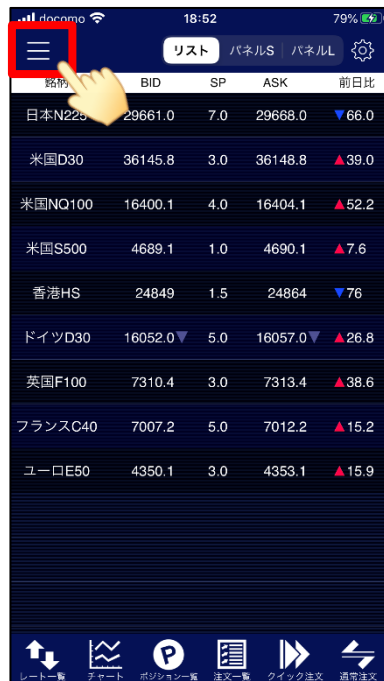 docomo 18:52 79%
リスト パネルS パネルL
銘柄 BID SP ASK 前日比
日本N225 29661.0 7.0 29668.0 ▼66.0
米国D30 36145.8 3.0 36148.8 ▲39.0
米国NQ100 16400.1 4.0 16404.1 ▲52.2
米国S500 4689.1 1.0 4690.1 ▲7.6
香港HS 24849 1.5 24864 ▼76
ドイツD30 16052.0▼ 5.0 16057.0▼ ▲26.8
英国F100 7310.4 3.0 7313.4 ▲38.6
フランスC40 7007.2 5.0 7012.2 ▲15.2
ユーロE50 4350.1 3.0 4353.1 ▲15.9
レート一覧 チャート ポジション一覧 注文一覧 クイック注文 通常注文